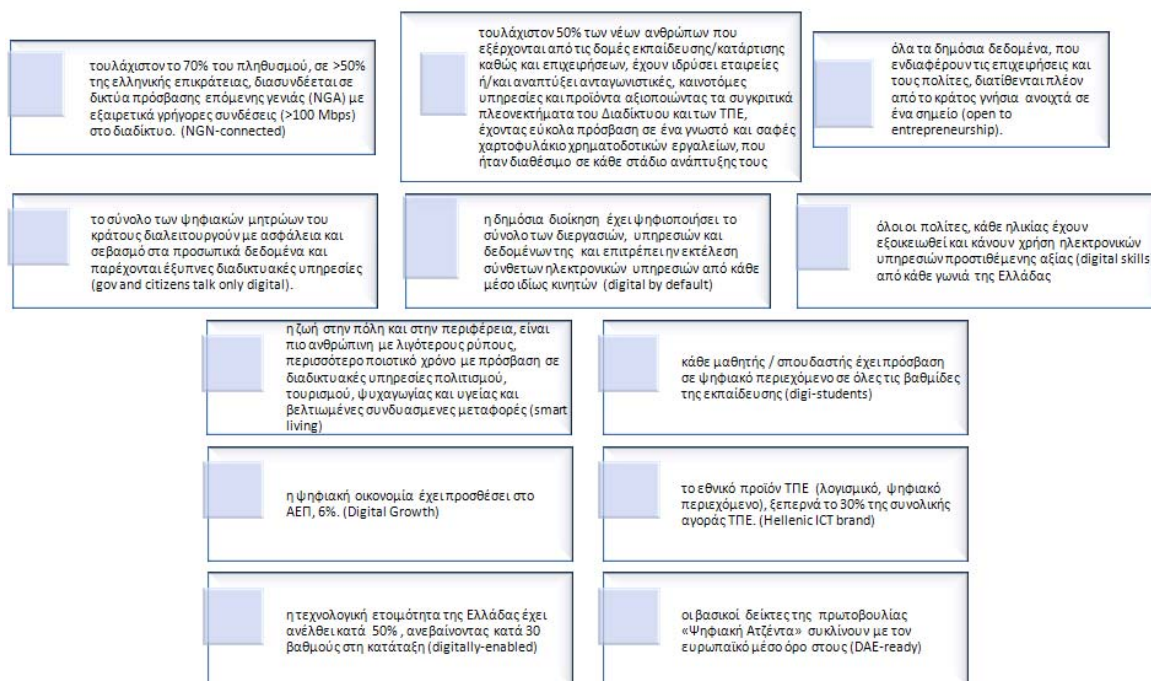 τουλάχιστον το 70% του πληθυσμού, σε >50%
της ελληνικής επικράτειας, διασυνδέεται σε
δικτύα πρόσβασης επόμενης γενιάς (NGA) με
εξαιρετικά γρήγορες συνδέσεις (>100 Mbps)
στο διαδίκτυο. (NGN-connected)
τουλάχιστον 50% των νέων ανθρώπων που
εξέρχονται από τις δομές εκπαίδευσης/κατάρτισης
καθώς και επιχειρήσεων, έχουν ιδρύσει εταιρείες
ή/και αναπτύξει ανταγωνιστικές, καινοτόμες
υπηρεσίες και προϊόντα αξιοποιώντας τα συγκριτικά
πλεονεκτήματα του Διαδίκτυου και των ΤΠΕ,
έχοντας εύκολα πρόσβαση σε ένα γνωστό και σαφές
χαρτοφυλάκιο χρηματοδοτικών εργαλείων, που
ήταν διαθέσιμο σε κάθε στάδιο ανάπτυξης τους
όλα τα δημόσια δεδομένα, που
ενδιαφέρουν τις επιχειρήσεις και
τους πολίτες, διατίθενται πλέον
από το κράτος γνήσια ανοιχτά σε
ένα σημείο (open to
entrepreneurship).
το σύνολο των ψηφιακών μητρώων του
κράτους διαλειτουργούν με ασφάλεια και
σεβασμό στα προσωπικά δεδομένα και
παρέχονται έξυπνες διαδικτυακές υπηρεσίες
(gov and citizens talk only digital).
η δημόσια διοίκηση έχει ψηφιοποιήσει το
σύνολο των διεργασιών, υπηρεσιών και
δεδομένων της και επιτρέπει ην εκτέλεση
σύνθετων ηλεκτρονικών υπηρεσιών από κάθε
μέσο ιδίως κινητών (digital by default)
όλοι οι πολίτες, κάθε ηλικίας έχουν
εξοικειωθεί και κάνουν χρήση ηλεκτρονικών
υπηρεσιών προστιθέμενης αξίας (digital skills
από κάθε γωνιά της Ελλάδας
η ζωή στην πόλη και στην περιφέρεια, είναι
πιο ανθρώπινη με λιγότερους ρύπους,
περισσότερο ποιοτικό χρόνο με πρόσβαση σε
διαδικτυακές υπηρεσίες πολιτισμού,
τουρισμού, ψυχαγωγίας και υγείας και
βελτιωμένες συνδυασμενες μεταφορές (smart
living)
κάθε μαθητής / σπουδαστής έχει πρόσβαση
σε ψηφιακό περιεχόμενο σε όλες τις βαθμίδες
της εκπαίδευσης (digi-students)
η ψηφιακή οικονομία έχει προσθέσει στο
ΑΕΠ, 6%. (Digital Growth)
το εθνικό προϊόν ΤΠΕ (λογισμικό, ψηφιακό
περιεχόμενο), ξεπερνά το 30% της συνολικής
αγοράς ΤΠΕ. (Hellenic ICT brand)
η τεχνολογική ετοιμότητα της Ελλάδας έχει
ανέλθει κατά 50% , ανεβαίνοντας κατά 30
βαθμούς στη κατάταξη (digitally-enabled)
οι βασικοί δείκτες της πρωτοβουλίας
«Ψηφιακή Ατζέντα» συκλίνουν με τον
ευρωπαϊκό μέσο όρο στους (DAE-ready)